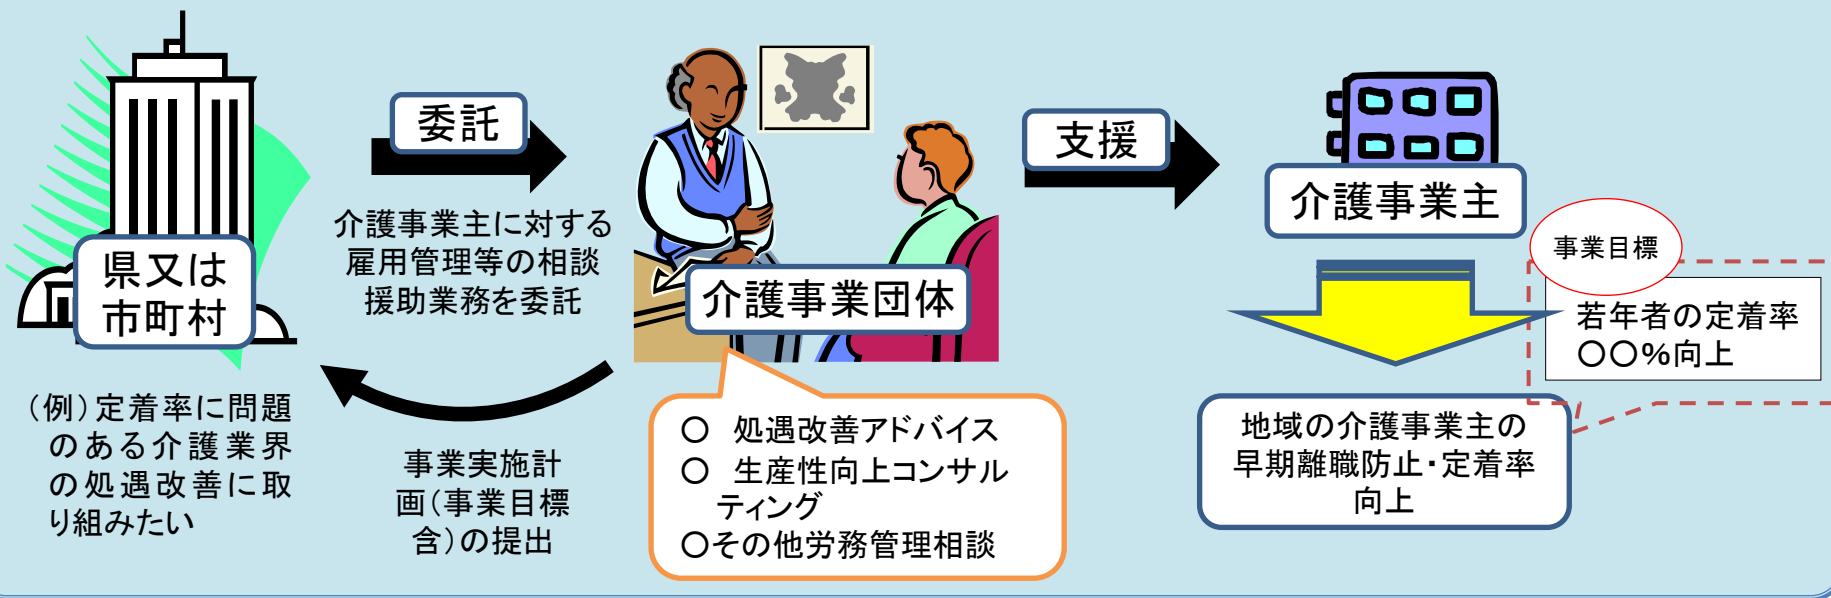 県又は
市町村
（例）定着率に問題
のある介護業界
の処遇改善に取
り組みたい
委託
介護事業主に対する
雇用管理等の相談
援助業務を委託
事業実施計
画（事業目標
含）の提出
介護事業団体
〇　処遇改善アドバイス
〇　生産性向上コンサル
ティング
〇その他労務管理相談
支援
介護事業主
事業目標
若年者の定着率
〇〇％向上
地域の介護事業主の
早期離職防止・定着率
向上